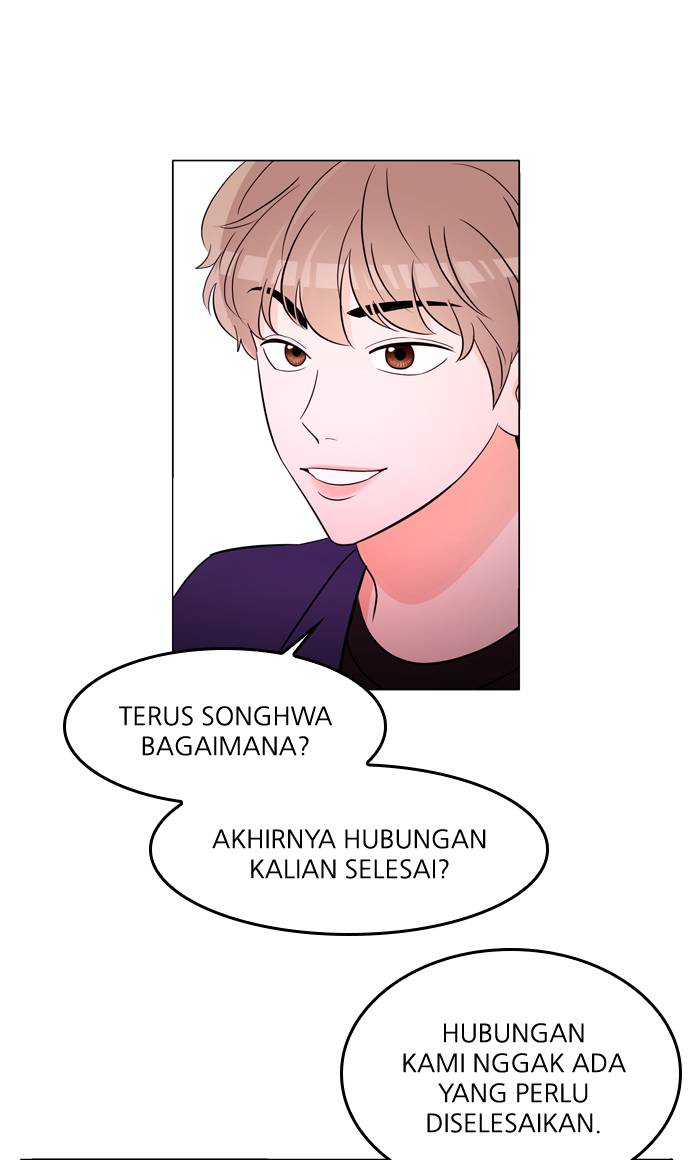 TERUS SONGHWA
BAGAIMANA?
AKHIRNYA HUBUNGAN
KALIAN SELESAI?
HUBUNGAN
KAMI NGGAK ADA
YANG PERLU
DISELESAIKAN.